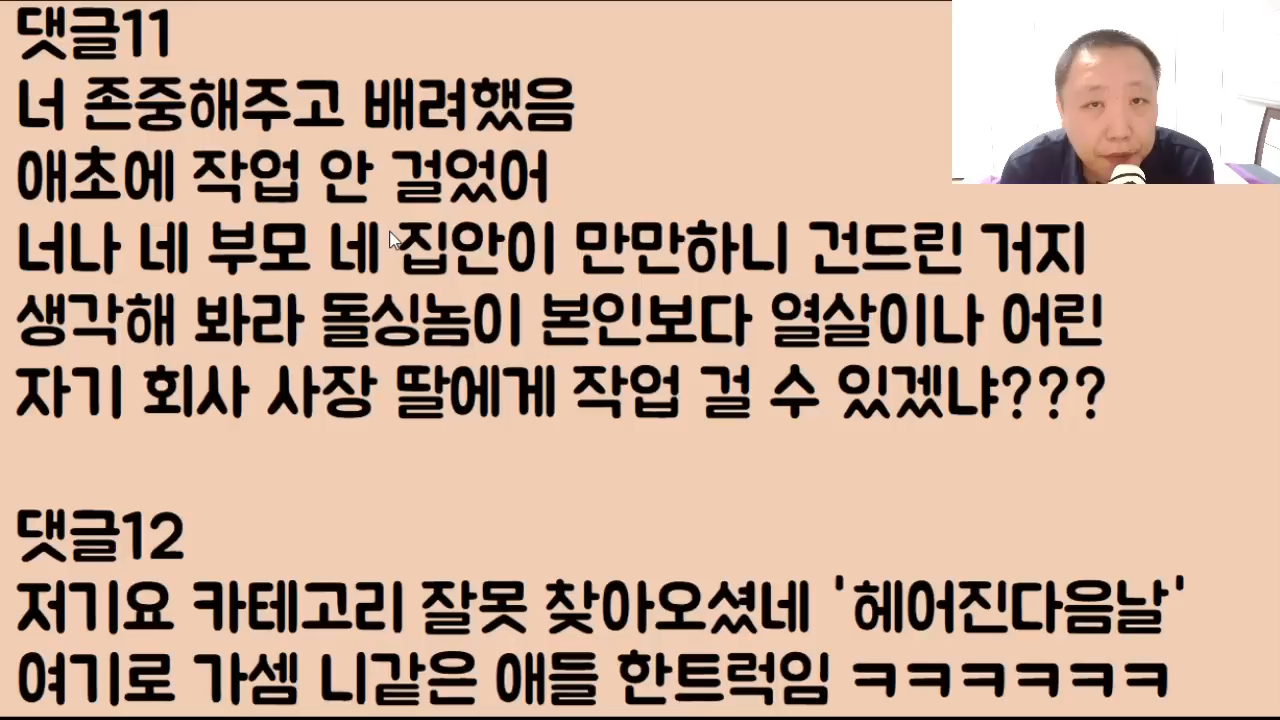 댓글11
너 존중해주고 배려했음
애초에 작업 안 걸었어
너나 네 부모 네 집안이 만만하니 건드린 거지
생각해 봐라 돌싱놈이 본인보다 열살이나 어린
자기 회사 사장 딸에게 작업 걸 수 있겠냐???
댓글12
저기요 카테고리 잘못 찾아오셨네 '헤어진다음날'
여기로 가셈 니같은 애들 한트럭임 ㅋㅋㅋㅋㅋㅋ